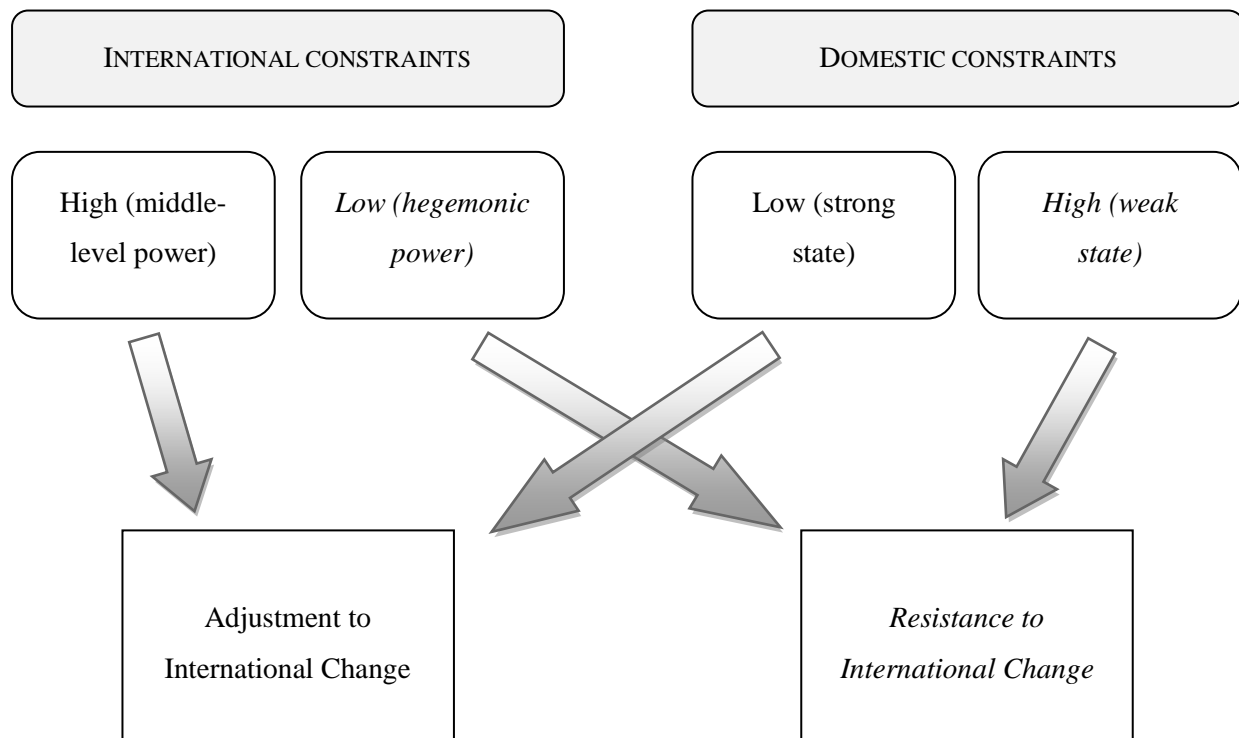 INTERNATIONAL CONSTRAINTS
DOMESTIC CONSTRAINTS
High (middle-
level power)
Low (hegemonic
power)
Low (strong
state)
High (weak
state)
Adjustment to
International Change
Resistance to
International Change